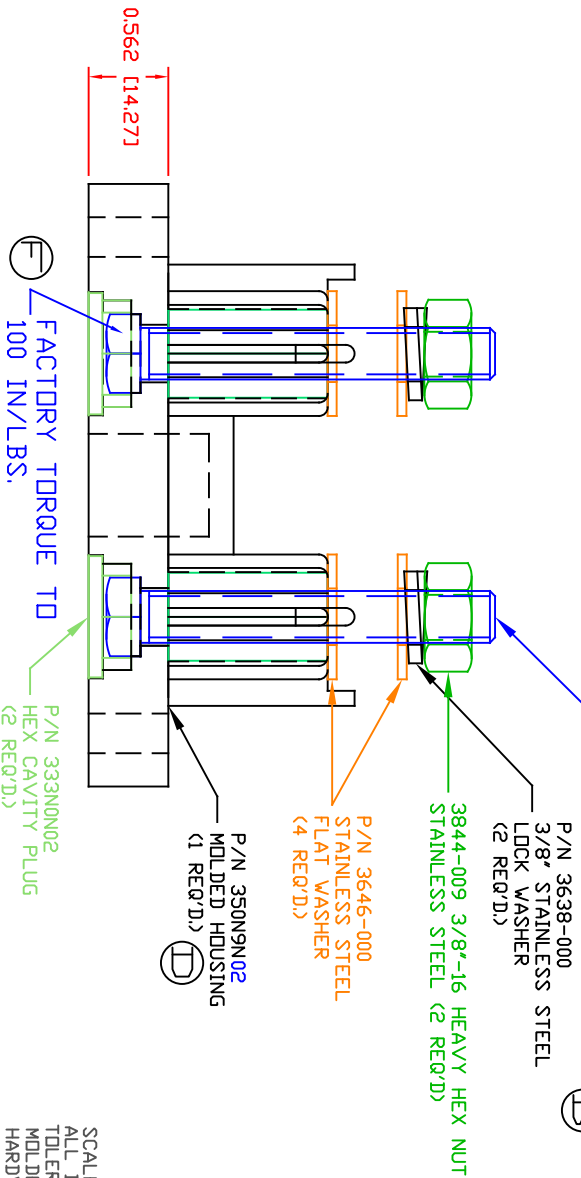 0.562 [14.27]
F
FACTORY TORQUE TO
100 IN/LBS.
P/N 333N0N02
HEX CAVITY PLUG
(2 REQ'D.)
P/N 350N9N02
MOLDED HOUSING
(1 REQ'D.)
D
P/N 3646-000
STAINLESS STEEL
FLAT WASHER
(4 REQ'D.)
3844-009 3/8"-16 HEAVY HEX NUT
STAINLESS STEEL (2 REQ'D)
P/N 3638-000
3/8" STAINLESS STEEL
LOCK WASHER
(2 REQ'D.)